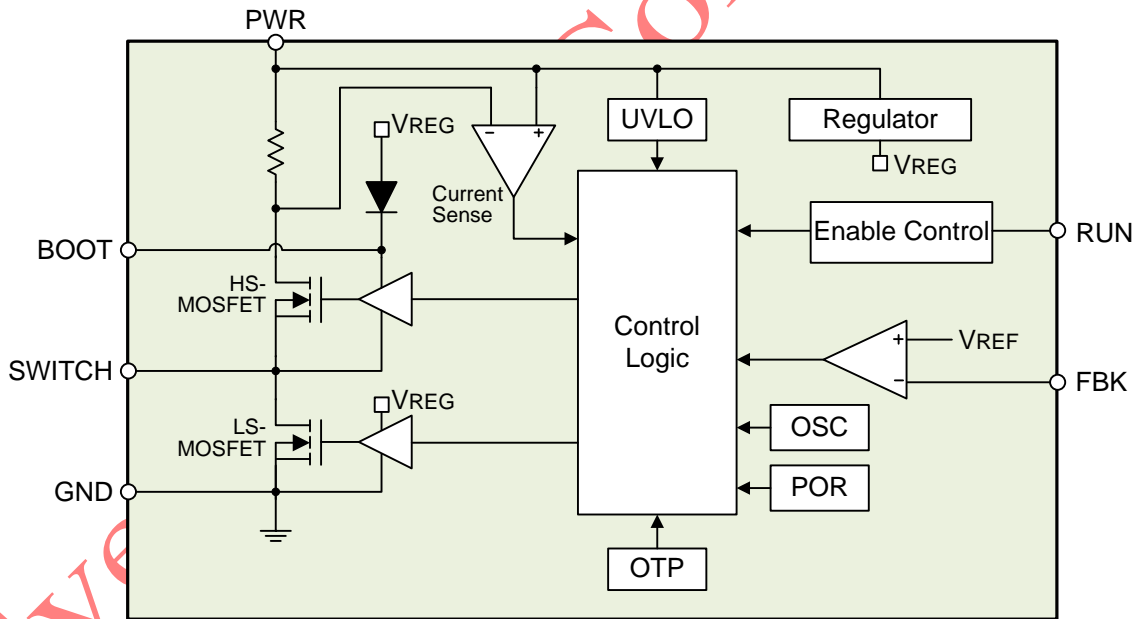 PWR
VREG
UVLO
Regulator
VREG
Current
Sense
BOOT
Enable Control
RUN
HS-
MOSFET
Control
Logic
VREF
SWITCH
FBK
VREG
LS-
MOSFET
OSC
GND
POR
OTP